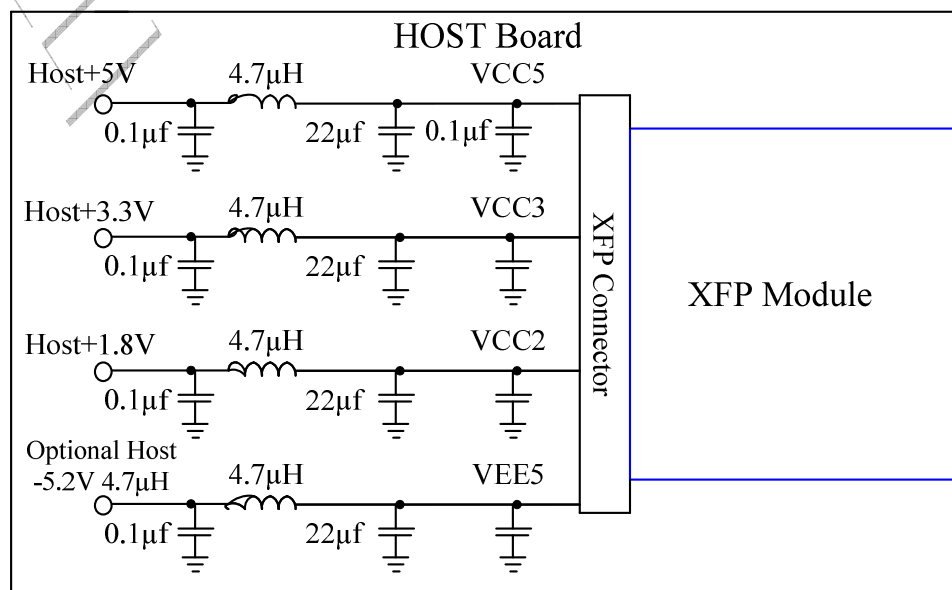 HOST Board
Host+5V
4.7μH
VCC5
0.1μf
22μf
0.1μf
Host+3.3V
4.7μH
VCC3
0.1μf
22μf
Host+1.8V
4.7μH
VCC2
0.1μf
22μf
Optional Host
-5.2V 4.7μH
4.7μH
VEE5
0.1μf
22μf
XFP Connector
XFP Module